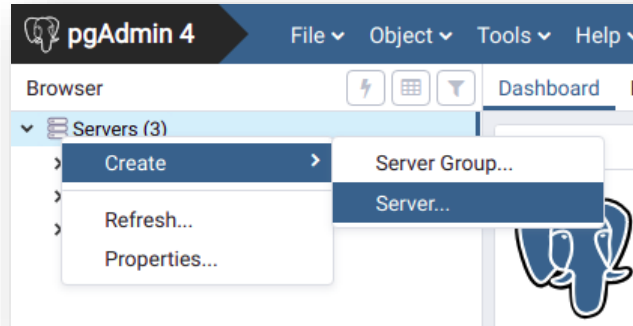 pgAdmin 4 File Object Tools Help
Browser Dashboard
Servers (3)
Create Server Group...
Server...
Refresh...
Properties...